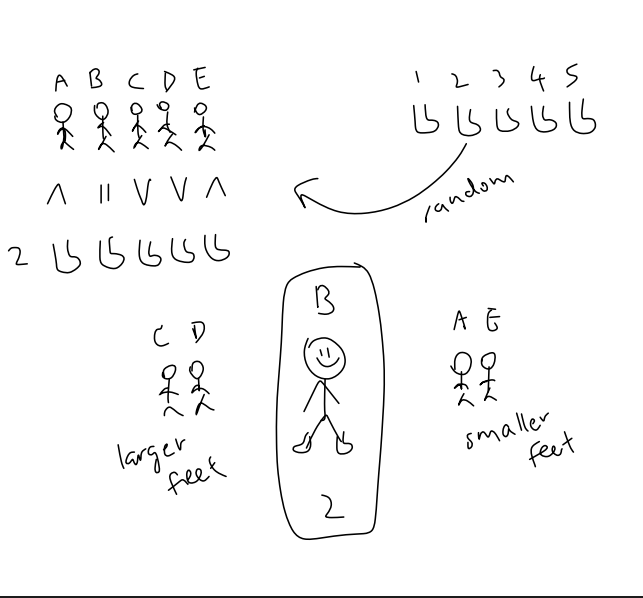 A B C D E
1 2 3 4 5
random
∧ || ∨ ∨ ∧
2
B
C D
A E
larger
feet
smaller
feet
2